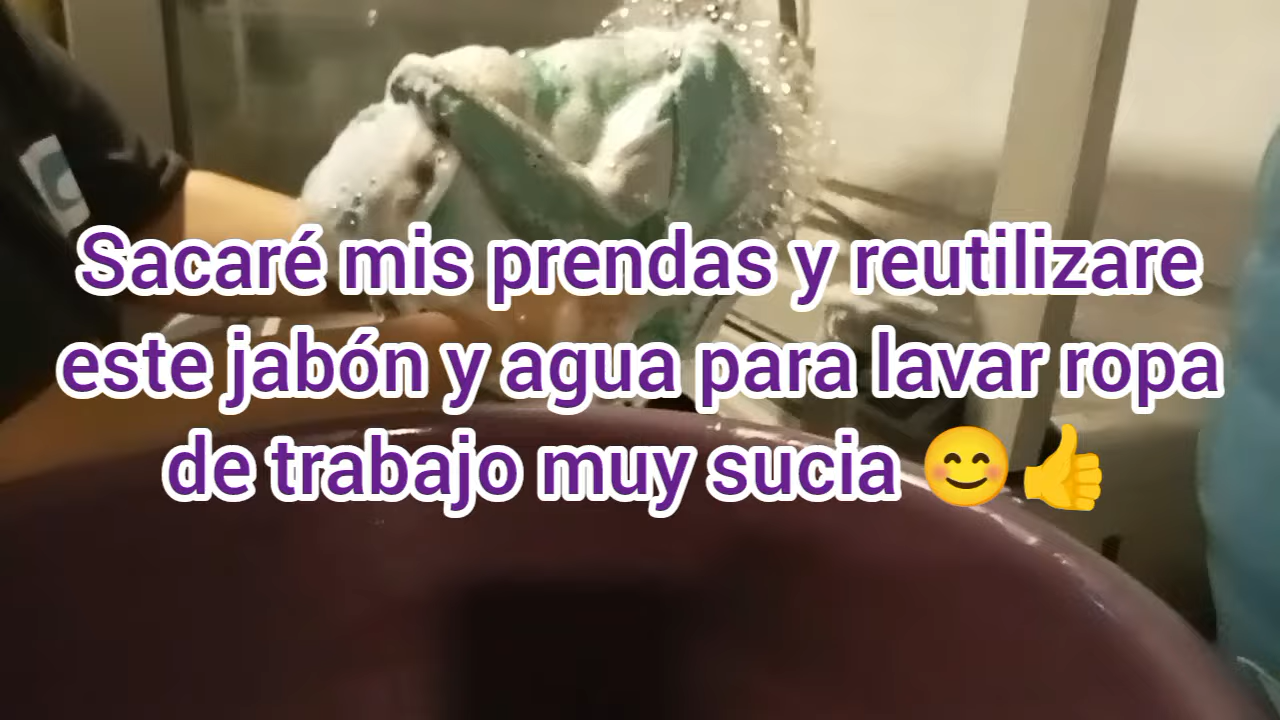 Sacaré mis prendas y reutilizare
este jabón y agua para lavar ropa
de trabajo muy sucia 😊👍